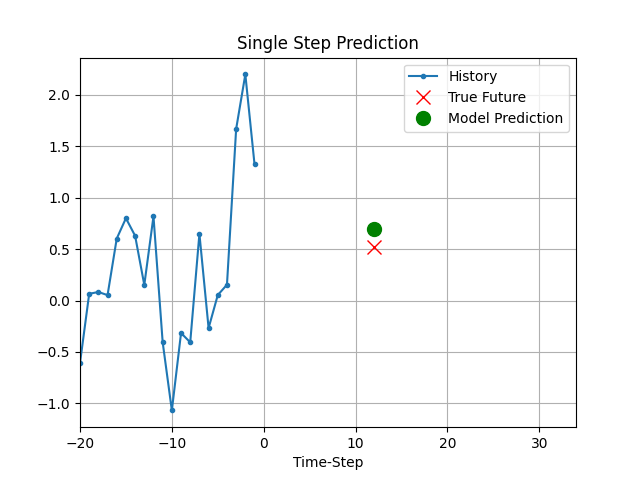 Single Step Prediction
History
True Future
Model Prediction
2.0
1.5
1.0
0.5
0.0
−0.5
−1.0
−20 −10 0 10 20 30
Time-Step